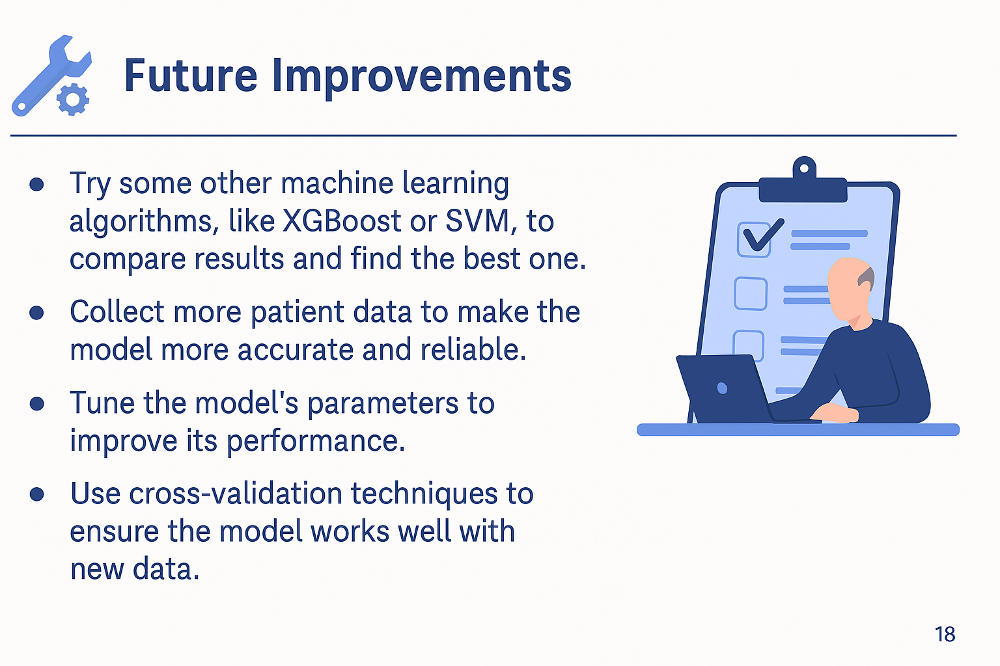 Future Improvements
● Try some other machine learning
algorithms, like XGBoost or SVM, to
compare results and find the best one.
● Collect more patient data to make the
model more accurate and reliable.
● Tune the model's parameters to
improve its performance.
● Use cross-validation techniques to
ensure the model works well with
new data.
18